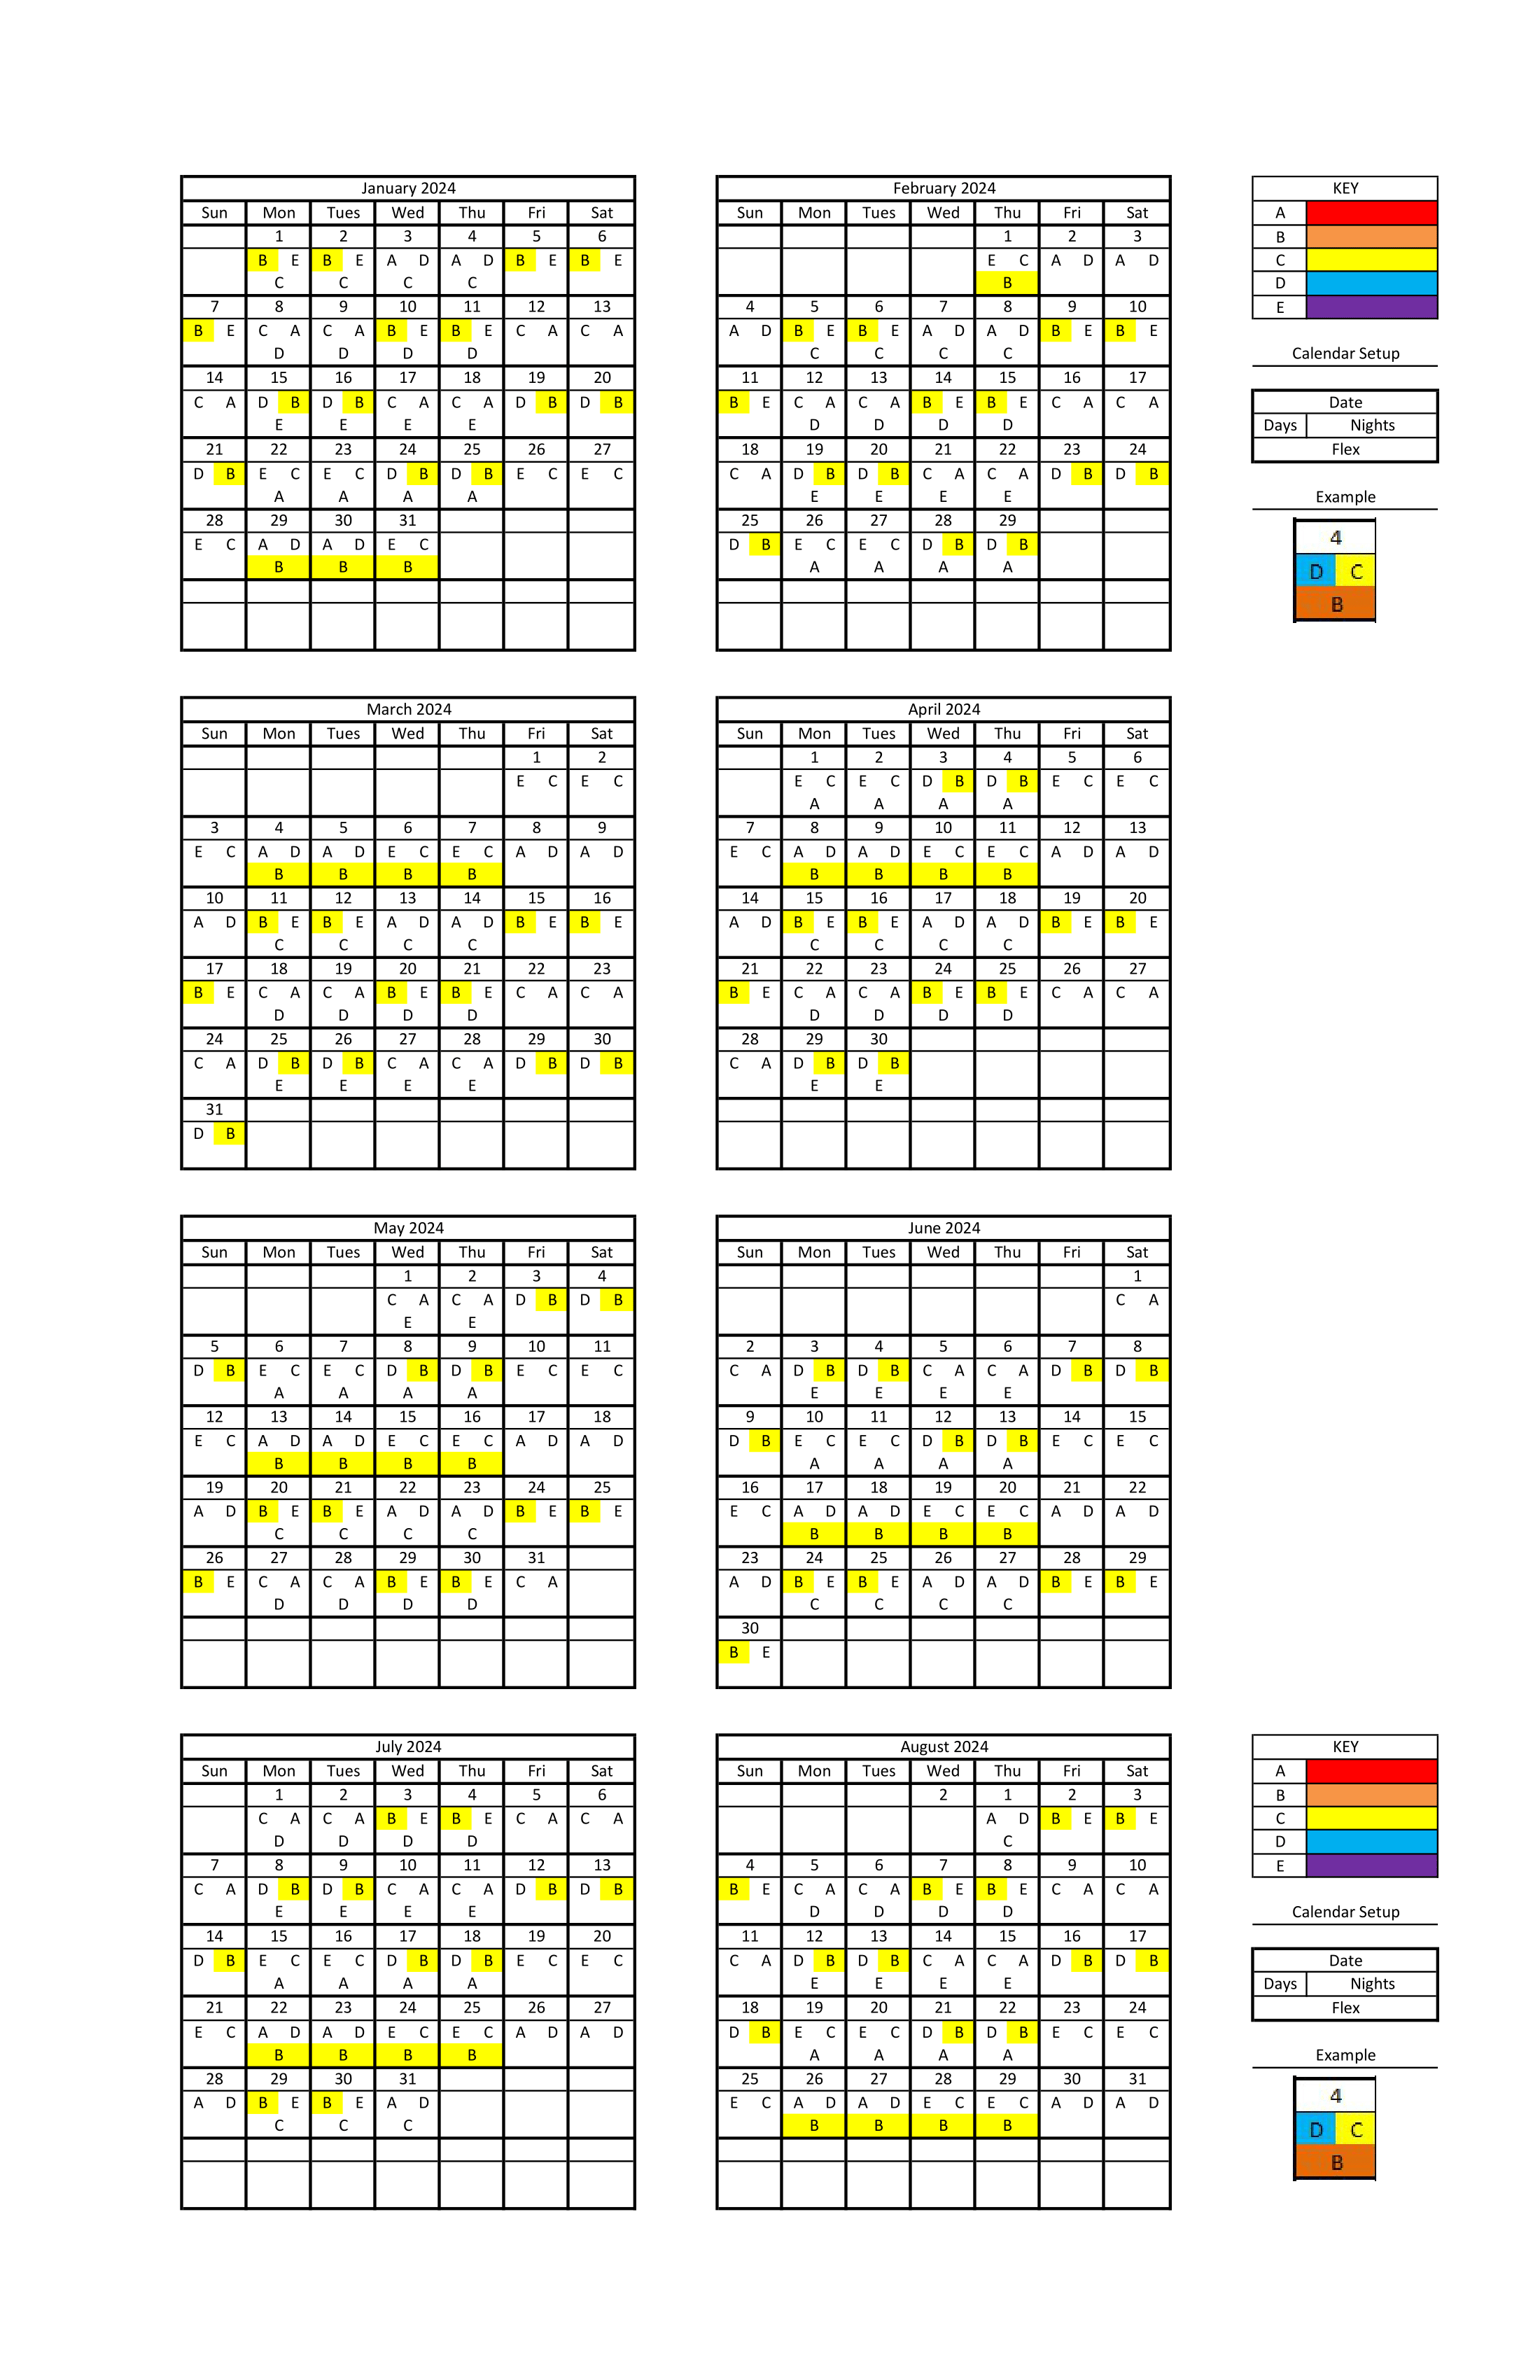 January 2024
Sun Mon Tues Wed Thu Fri Sat
1 2 3 4 5 6
B E B E A D A D B E B E
C C C C
7 8 9 10 11 12 13
B E C A C A B E B E C A C A
D D D D
14 15 16 17 18 19 20
C A D B D B C A C A D B D B
E E E E
21 22 23 24 25 26 27
D B E C E C D B D B E C E C
A A A A
28 29 30 31
E C A D A D E C
B B B
February 2024
Sun Mon Tues Wed Thu Fri Sat
1 2 3
E C A D A D
B
4 5 6 7 8 9 10
A D B E B E A D A D B E B E
C C C C
11 12 13 14 15 16 17
B E C A C A B E B E C A C A
D D D D
18 19 20 21 22 23 24
C A D B D B C A C A D B D B
E E E E
25 26 27 28 29
D B E C E C D B D B
A A A A
KEY
A
B
C
D
E
Calendar Setup
Date
Days Nights
Flex
Example
4
D C
B
March 2024
Sun Mon Tues Wed Thu Fri Sat
1 2
E C E C
3 4 5 6 7 8 9
E C A D A D E C E C A D A D
B B B B
10 11 12 13 14 15 16
A D B E B E A D A D B E B E
C C C C
17 18 19 20 21 22 23
B E C A C A B E B E C A C A
D D D D
24 25 26 27 28 29 30
C A D B D B C A C A D B D B
E E E E
31
D B
April 2024
Sun Mon Tues Wed Thu Fri Sat
1 2 3 4 5 6
E C E C D B D B E C E C
A A A A
7 8 9 10 11 12 13
E C A D A D E C E C A D A D
B B B B
14 15 16 17 18 19 20
A D B E B E A D A D B E B E
C C C C
21 22 23 24 25 26 27
B E C A C A B E B E C A C A
D D D D
28 29 30
C A D B D B
E E
May 2024
Sun Mon Tues Wed Thu Fri Sat
1 2 3 4
C A C A D B D B
E E
5 6 7 8 9 10 11
D B E C E C D B D B E C E C
A A A A
12 13 14 15 16 17 18
E C A D A D E C E C A D A D
B B B B
19 20 21 22 23 24 25
A D B E B E A D A D B E B E
C C C C
26 27 28 29 30 31
B E C A C A B E B E C A
D D D D
June 2024
Sun Mon Tues Wed Thu Fri Sat
1
C A
2 3 4 5 6 7 8
C A D B D B C A C A D B D B
E E E E
9 10 11 12 13 14 15
D B E C E C D B D B E C E C
A A A A
16 17 18 19 20 21 22
E C A D A D E C E C A D A D
B B B B
23 24 25 26 27 28 29
A D B E B E A D A D B E B E
C C C C
30
B E
July 2024
Sun Mon Tues Wed Thu Fri Sat
1 2 3 4 5 6
C A C A B E B E C A C A
D D D D
7 8 9 10 11 12 13
C A D B D B C A C A D B D B
E E E E
14 15 16 17 18 19 20
D B E C E C D B D B E C E C
A A A A
21 22 23 24 25 26 27
E C A D A D E C E C A D A D
B B B B
28 29 30 31
A D B E B E A D
C C C
August 2024
Sun Mon Tues Wed Thu Fri Sat
2 1 2 3
A D B E B E
C
4 5 6 7 8 9 10
B E C A C A B E B E C A C A
D D D D
11 12 13 14 15 16 17
C A D B D B C A C A D B D B
E E E E
18 19 20 21 22 23 24
D B E C E C D B D B E C E C
A A A A
25 26 27 28 29 30 31
E C A D A D E C E C A D A D
B B B B
KEY
A
B
C
D
E
Calendar Setup
Date
Days Nights
Flex
Example
4
D C
B